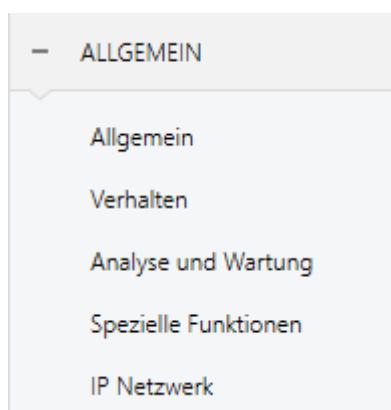 ALLGEMEIN
Allgemein
Verhalten
Analyse und Wartung
Spezielle Funktionen
IP Netzwerk